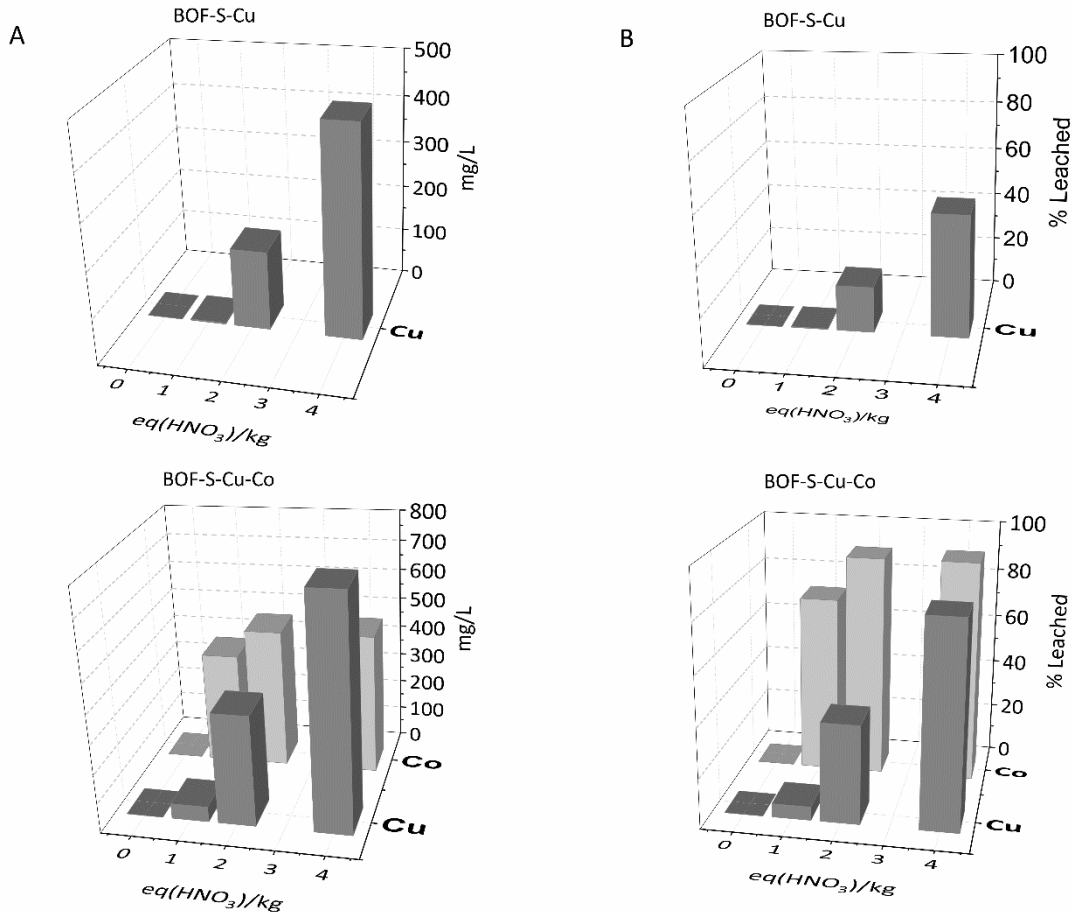 A
BOF-S-Cu
500
400
300
200
100
0
mg/L
Cu
0 1 2 3 4
eq(HNO₃)/kg
B
BOF-S-Cu
100
80
60
40
20
0
% Leached
Cu
0 1 2 3 4
eq(HNO₃)/kg
BOF-S-Cu-Co
800
700
600
500
400
300
200
100
0
mg/L
Co
Cu
0 1 2 3 4
eq(HNO₃)/kg
BOF-S-Cu-Co
100
80
60
40
20
0
% Leached
Co
Cu
0 1 2 3 4
eq(HNO₃)/kg